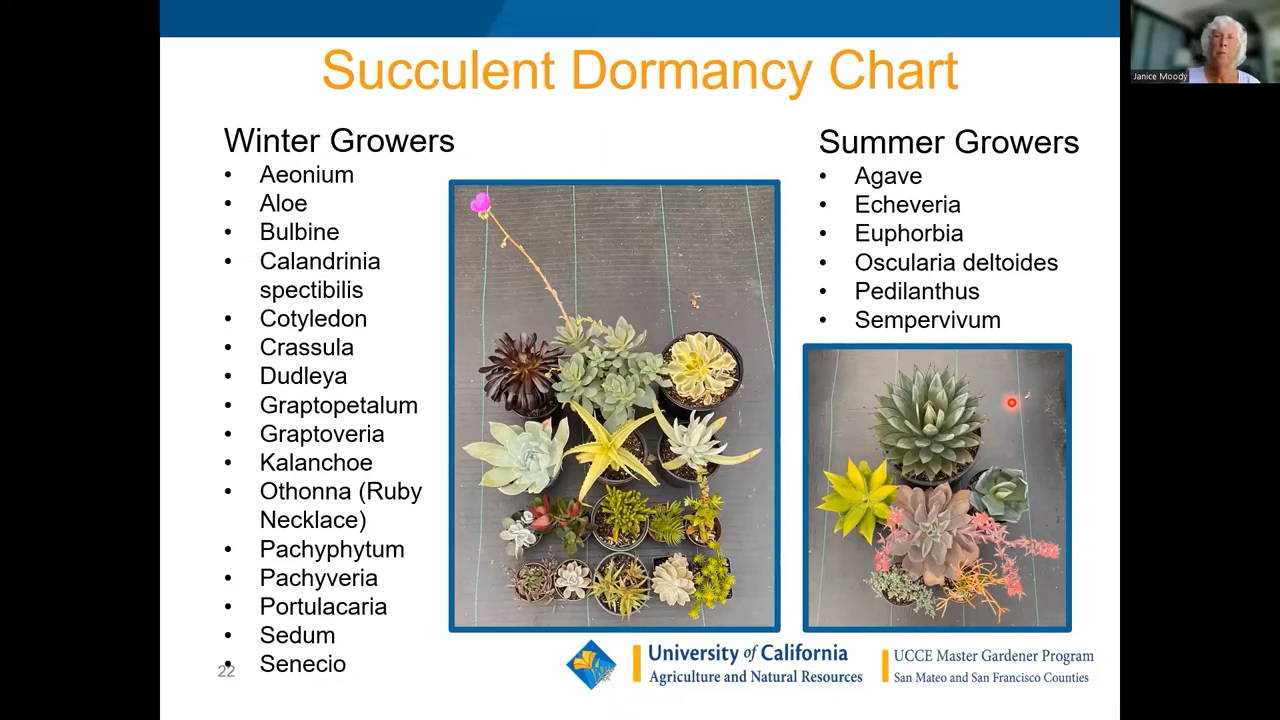 Succulent Dormancy Chart
Janice Moody
Winter Growers
• Aeonium
• Aloe
• Bulbine
• Calandrinia
spectibilis
• Cotyledon
• Crassula
• Dudleya
• Graptopetalum
• Graptoveria
• Kalanchoe
• Othonna (Ruby
Necklace)
• Pachyphytum
• Pachyveria
• Portulacaria
• Sedum
• Senecio
Summer Growers
• Agave
• Echeveria
• Euphorbia
• Oscularia deltoides
• Pedilanthus
• Sempervivum
22
University of California
Agriculture and Natural Resources
UCCE Master Gardener Program
San Mateo and San Francisco Counties